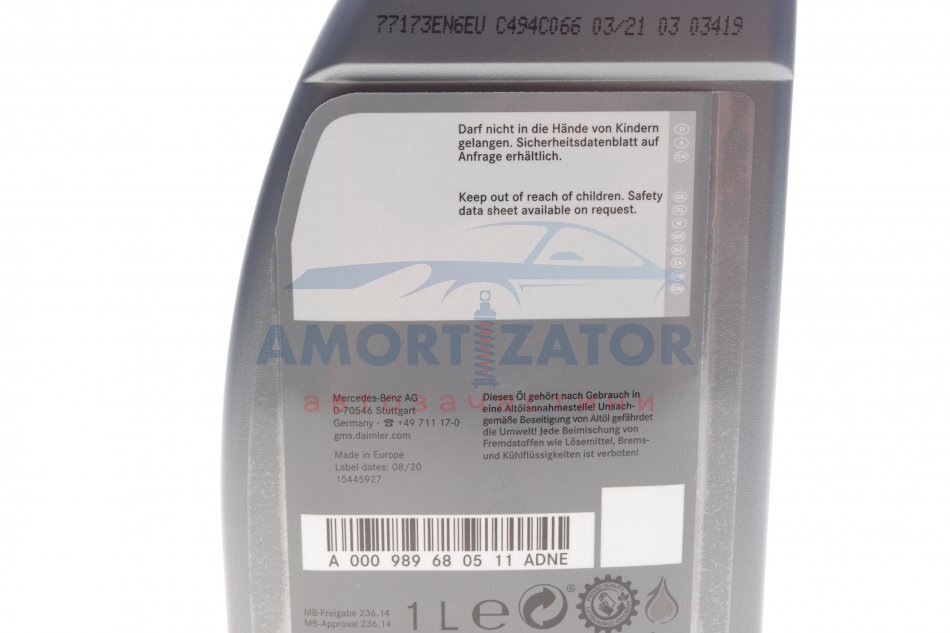 77173EN6EU C494C066 03/21 03 03419
Darf nicht in die Hände von Kindern
gelangen. Sicherheitsdatenblatt auf
Anfrage erhältlich.
D
A
CH
Keep out of reach of children. Safety
data sheet available on request.
GB
AMORTIZATOR
автозапчастини
Mercedes-Benz AG
D-70546 Stuttgart
Germany · ☎ +49 711 17-0
gms.daimler.com
Made in Europe
Label dates: 08/20
15445927
Dieses Öl gehört nach Gebrauch in
eine Altölannahmestelle! Unsach-
gemäße Beseitigung von Altöl gefährdet
die Umwelt! Jede Beimischung von
Fremdstoffen wie Lösemittel, Brems-
und Kühlflüssigkeiten ist verboten!
A 000 989 68 05 11 ADNE
MB-Freigabe 236.14
MB-Approval 236.14
1 L e
®